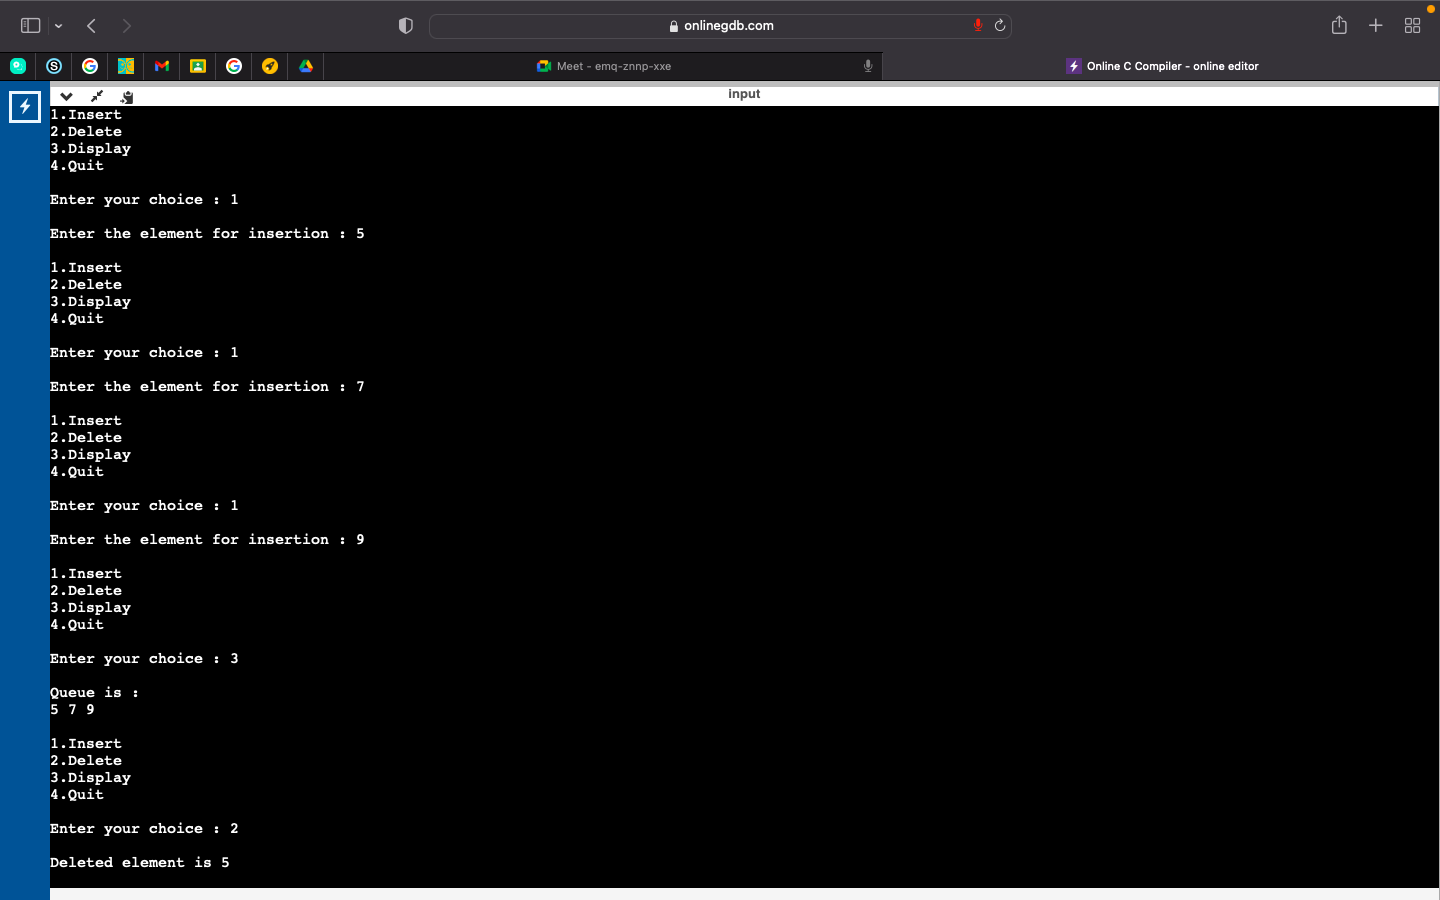 onlinegdb.com
Meet - emq-znnp-xxe
Online C Compiler - online editor
input
1.Insert
2.Delete
3.Display
4.Quit
Enter your choice : 1
Enter the element for insertion : 5
1.Insert
2.Delete
3.Display
4.Quit
Enter your choice : 1
Enter the element for insertion : 7
1.Insert
2.Delete
3.Display
4.Quit
Enter your choice : 1
Enter the element for insertion : 9
1.Insert
2.Delete
3.Display
4.Quit
Enter your choice : 3
Queue is :
5 7 9
1.Insert
2.Delete
3.Display
4.Quit
Enter your choice : 2
Deleted element is 5